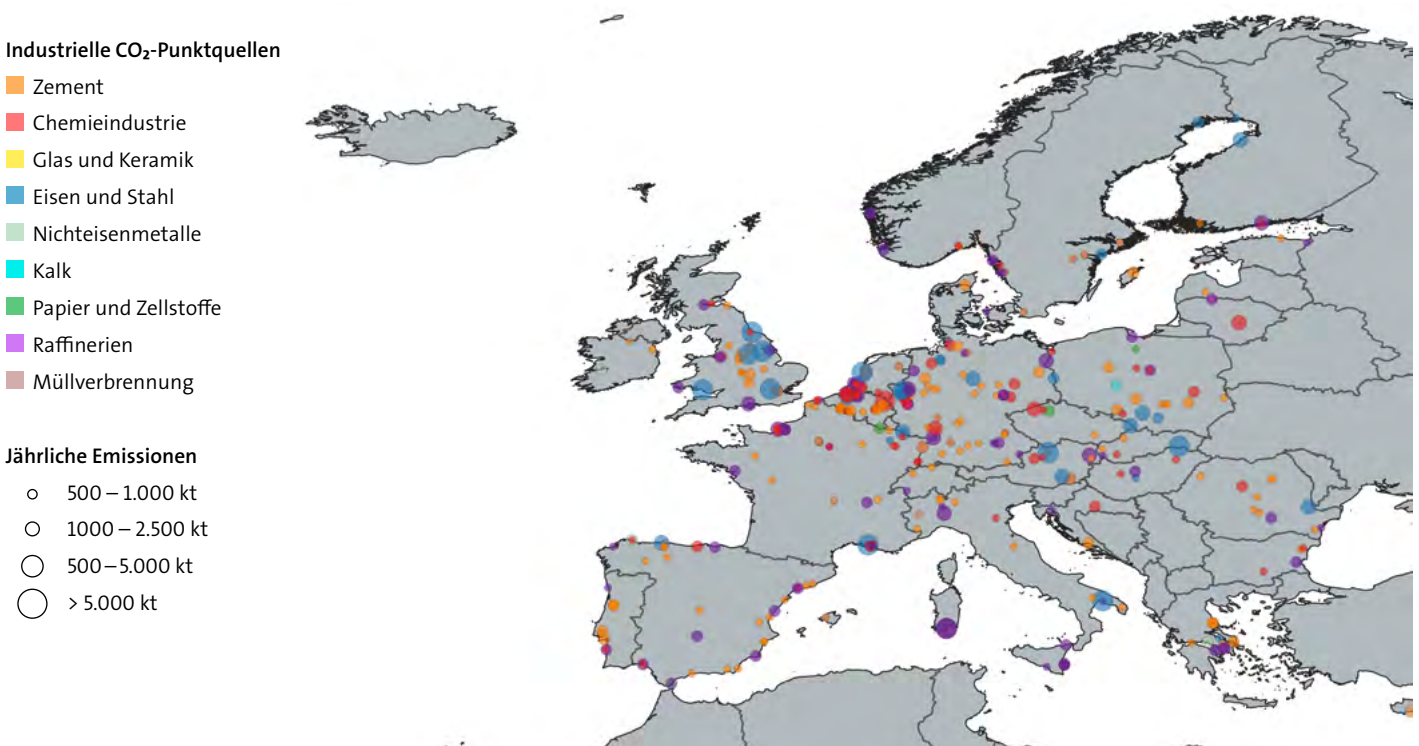 Industrielle CO₂-Punktquellen
Zement
Chemieindustrie
Glas und Keramik
Eisen und Stahl
Nichteisenmetalle
Kalk
Papier und Zellstoffe
Raffinerien
Müllverbrennung
Jährliche Emissionen
500 – 1.000 kt
1000 – 2.500 kt
500 – 5.000 kt
> 5.000 kt